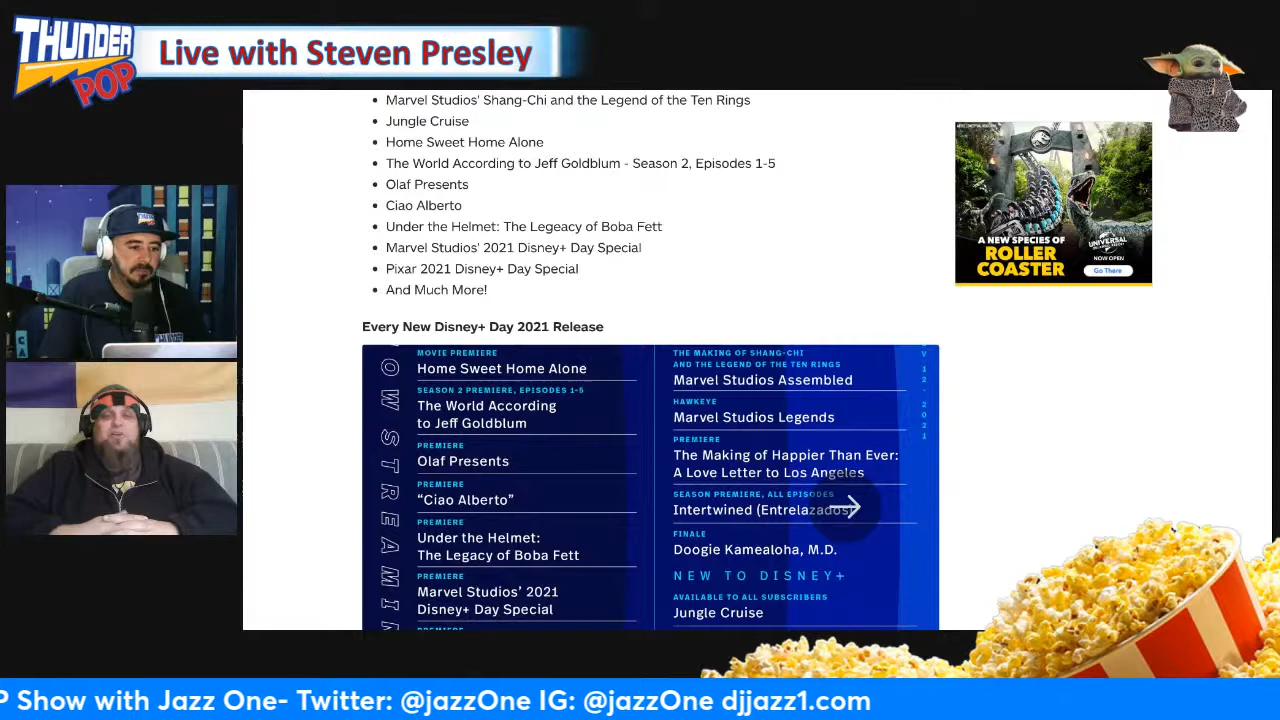 THUNDER
POP
Live with Steven Presley
Marvel Studios' Shang-Chi and the Legend of the Ten Rings
Jungle Cruise
Home Sweet Home Alone
The World According to Jeff Goldblum - Season 2, Episodes 1-5
Olaf Presents
Ciao Alberto
Under the Helmet: The Legeacy of Boba Fett
Marvel Studios' 2021 Disney+ Day Special
Pixar 2021 Disney+ Day Special
And Much More!
Every New Disney+ Day 2021 Release
MOVIE PREMIERE
Home Sweet Home Alone
SEASON 2 PREMIERE, EPISODES 1-5
The World According
to Jeff Goldblum
PREMIERE
Olaf Presents
PREMIERE
“Ciao Alberto”
PREMIERE
Under the Helmet:
The Legacy of Boba Fett
PREMIERE
Marvel Studios’ 2021
Disney+ Day Special
THE MAKING OF SHANG-CHI
AND THE LEGEND OF THE TEN RINGS
Marvel Studios Assembled
HAWKEYE
Marvel Studios Legends
PREMIERE
The Making of Happier Than Ever:
A Love Letter to Los Angeles
SEASON PREMIERE, ALL EPISODES
Intertwined (Entrelazados)
FINALE
Doogie Kamealoha, M.D.
NEW TO DISNEY+
AVAILABLE TO ALL SUBSCRIBERS
Jungle Cruise
A NEW SPECIES OF
ROLLER
COASTER
UNIVERSAL
NOW OPEN
Go There
P Show with Jazz One- Twitter: @jazzOne IG: @jazzOne djjazz1.com